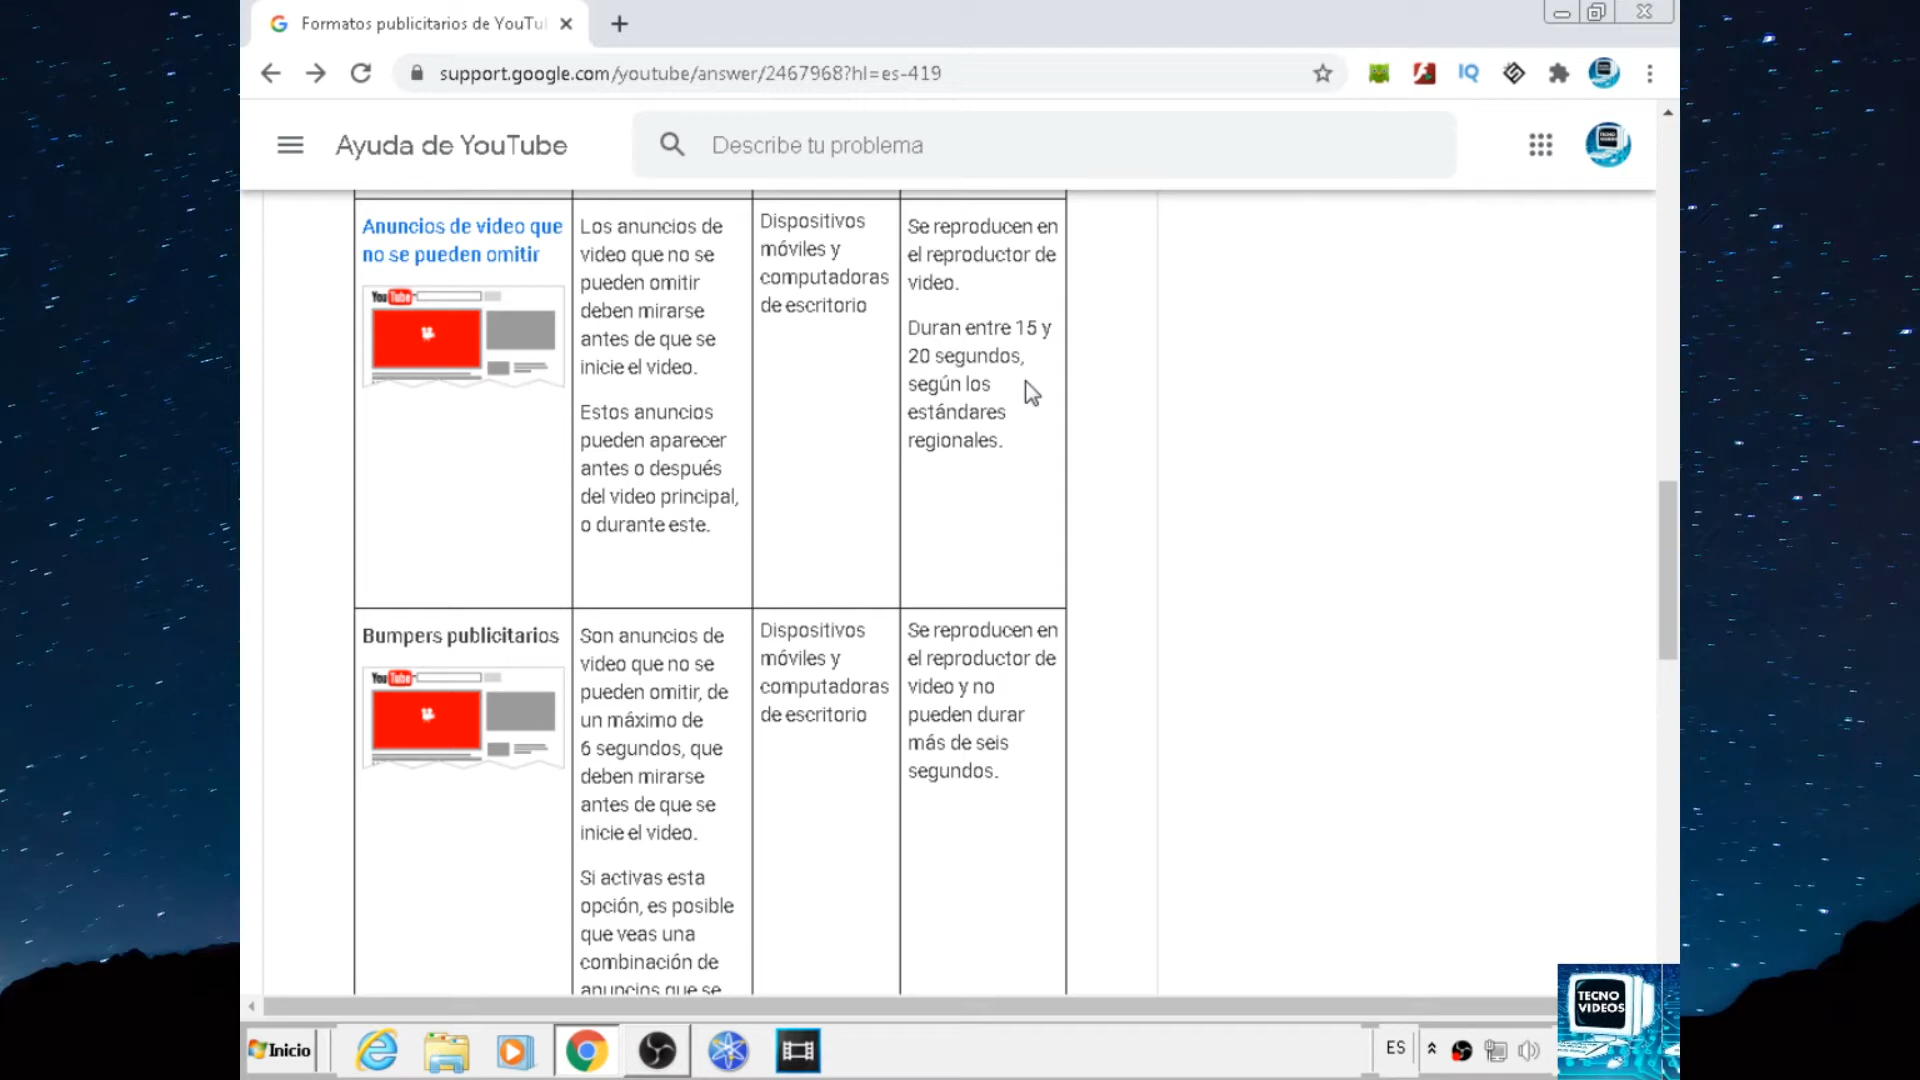 Formatos publicitarios de YouTu
support.google.com/youtube/answer/2467968?hl=es-419
IQ
Ayuda de YouTube
Describe tu problema
Anuncios de video que
no se pueden omitir
YouTube
Los anuncios de
video que no se
pueden omitir
deben mirarse
antes de que se
inicie el video.
Estos anuncios
pueden aparecer
antes o después
del video principal,
o durante este.
Dispositivos
móviles y
computadoras
de escritorio
Se reproducen en
el reproductor de
video.
Duran entre 15 y
20 segundos,
según los
estándares
regionales.
Bumpers publicitarios
YouTube
Son anuncios de
video que no se
pueden omitir, de
un máximo de
6 segundos, que
deben mirarse
antes de que se
inicie el video.
Si activas esta
opción, es posible
que veas una
combinación de
anuncios que se
Dispositivos
móviles y
computadoras
de escritorio
Se reproducen en
el reproductor de
video y no
pueden durar
más de seis
segundos.
Inicio
ES
TECNO
VIDEOS